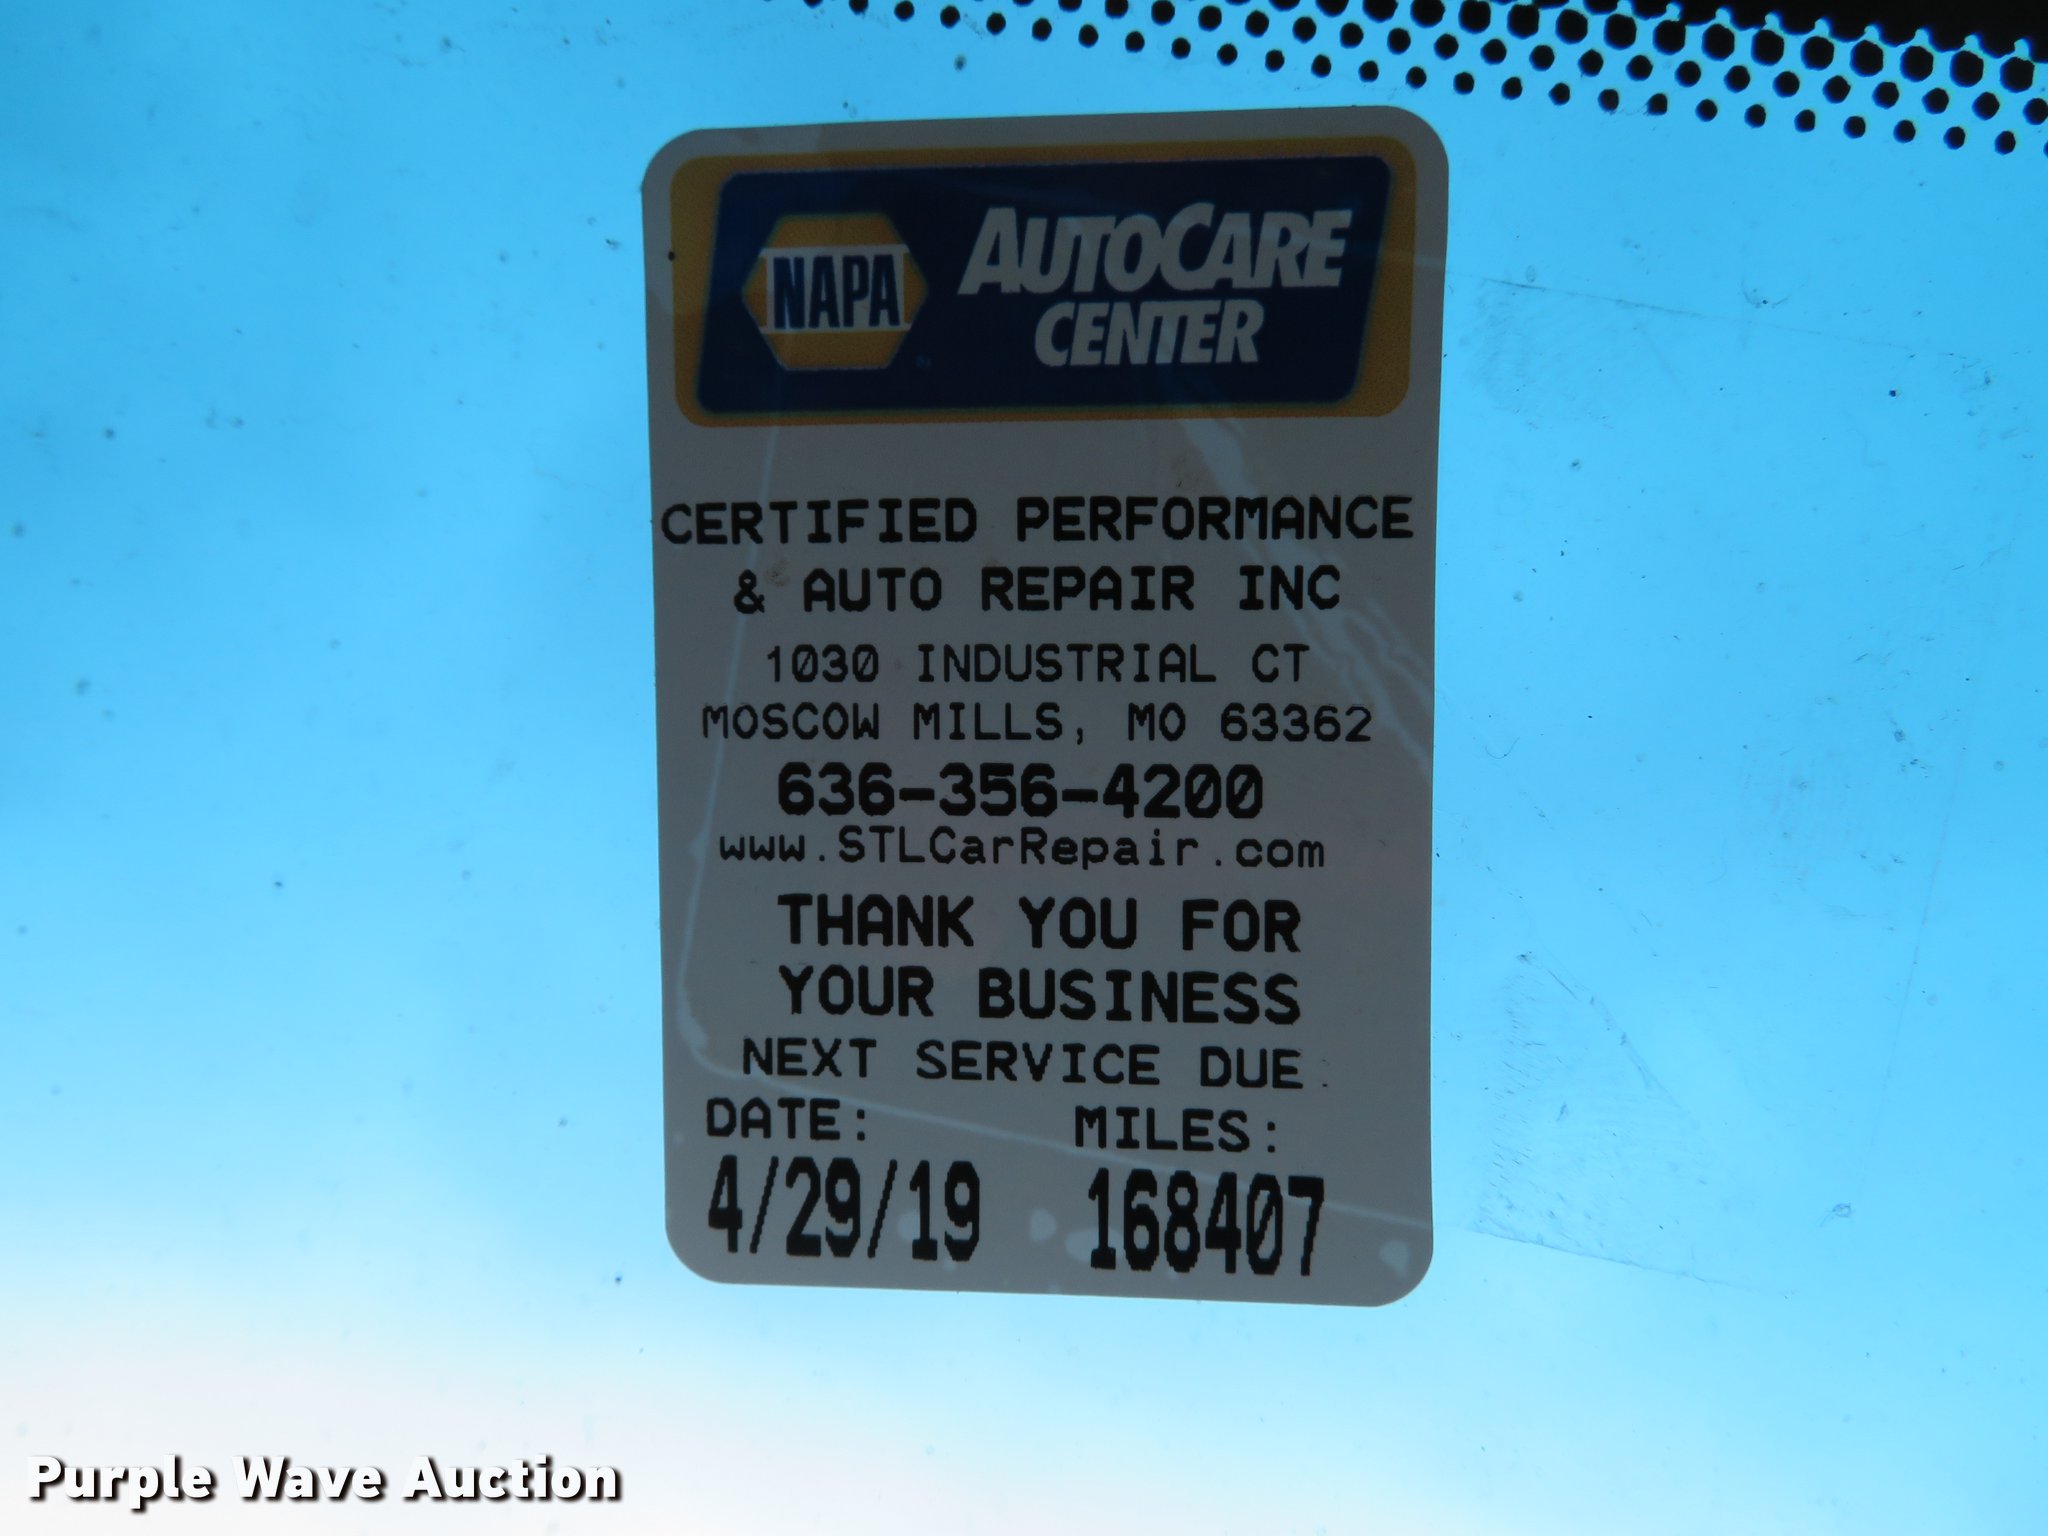 NAPA
AUTOCARE
CENTER
CERTIFIED PERFORMANCE
& AUTO REPAIR INC
1030 INDUSTRIAL CT
MOSCOW MILLS, MO 63362
636-356-4200
www.STLCarRepair.com
THANK YOU FOR
YOUR BUSINESS
NEXT SERVICE DUE
DATE: MILES:
4/29/19 168407
Purple Wave Auction